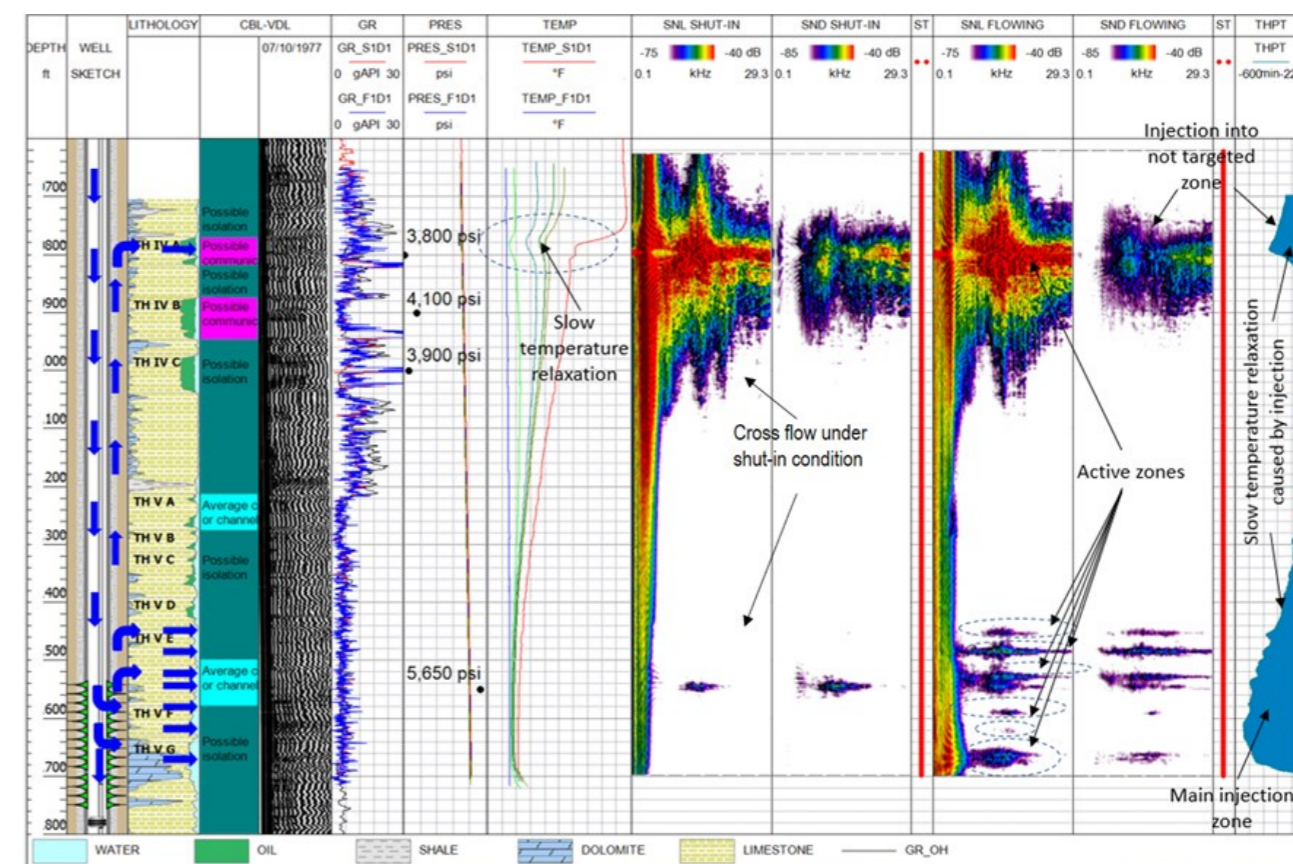 LITHOLOGY CBL-VDL GR PRES TEMP SNL SHUT-IN SND SHUT-IN ST SNL FLOWING SND FLOWING ST THPT
DEPTH WELL 07/10/1977 GR_S1D1 PRES_S1D1 TEMP_S1D1 -75 -40 dB -85 -40 dB -75 -40 dB -85 -40 dB THPT
ft SKETCH 0 gAPI 30 psi °F 0.1 kHz 29.3 0.1 kHz 29.3 0.1 kHz 29.3 0.1 kHz 29.3 -600min-22
GR_F1D1 PRES_F1D1 TEMP_F1D1
0 gAPI 30 psi °F
Injection into
not targeted
zone
700
Possible
isolation
3,800 psi
800
TH IV A
Possible
communic
Possible
isolation
4,100 psi
900
TH IV B
Possible
communic
Slow
temperature
relaxation
3,900 psi
000
TH IV C
Possible
isolation
100
Cross flow under
shut-in condition
Active zones
Slow temperature relaxation
caused by injection
200
TH V A
Average c
or channel
300
TH V B
TH V C
Possible
isolation
400
TH V D
TH V E
500
Average c
or channel
5,650 psi
600
TH V F
TH V G
Possible
isolation
700
Main injection
zone
800
WATER OIL SHALE DOLOMITE LIMESTONE GR_OH